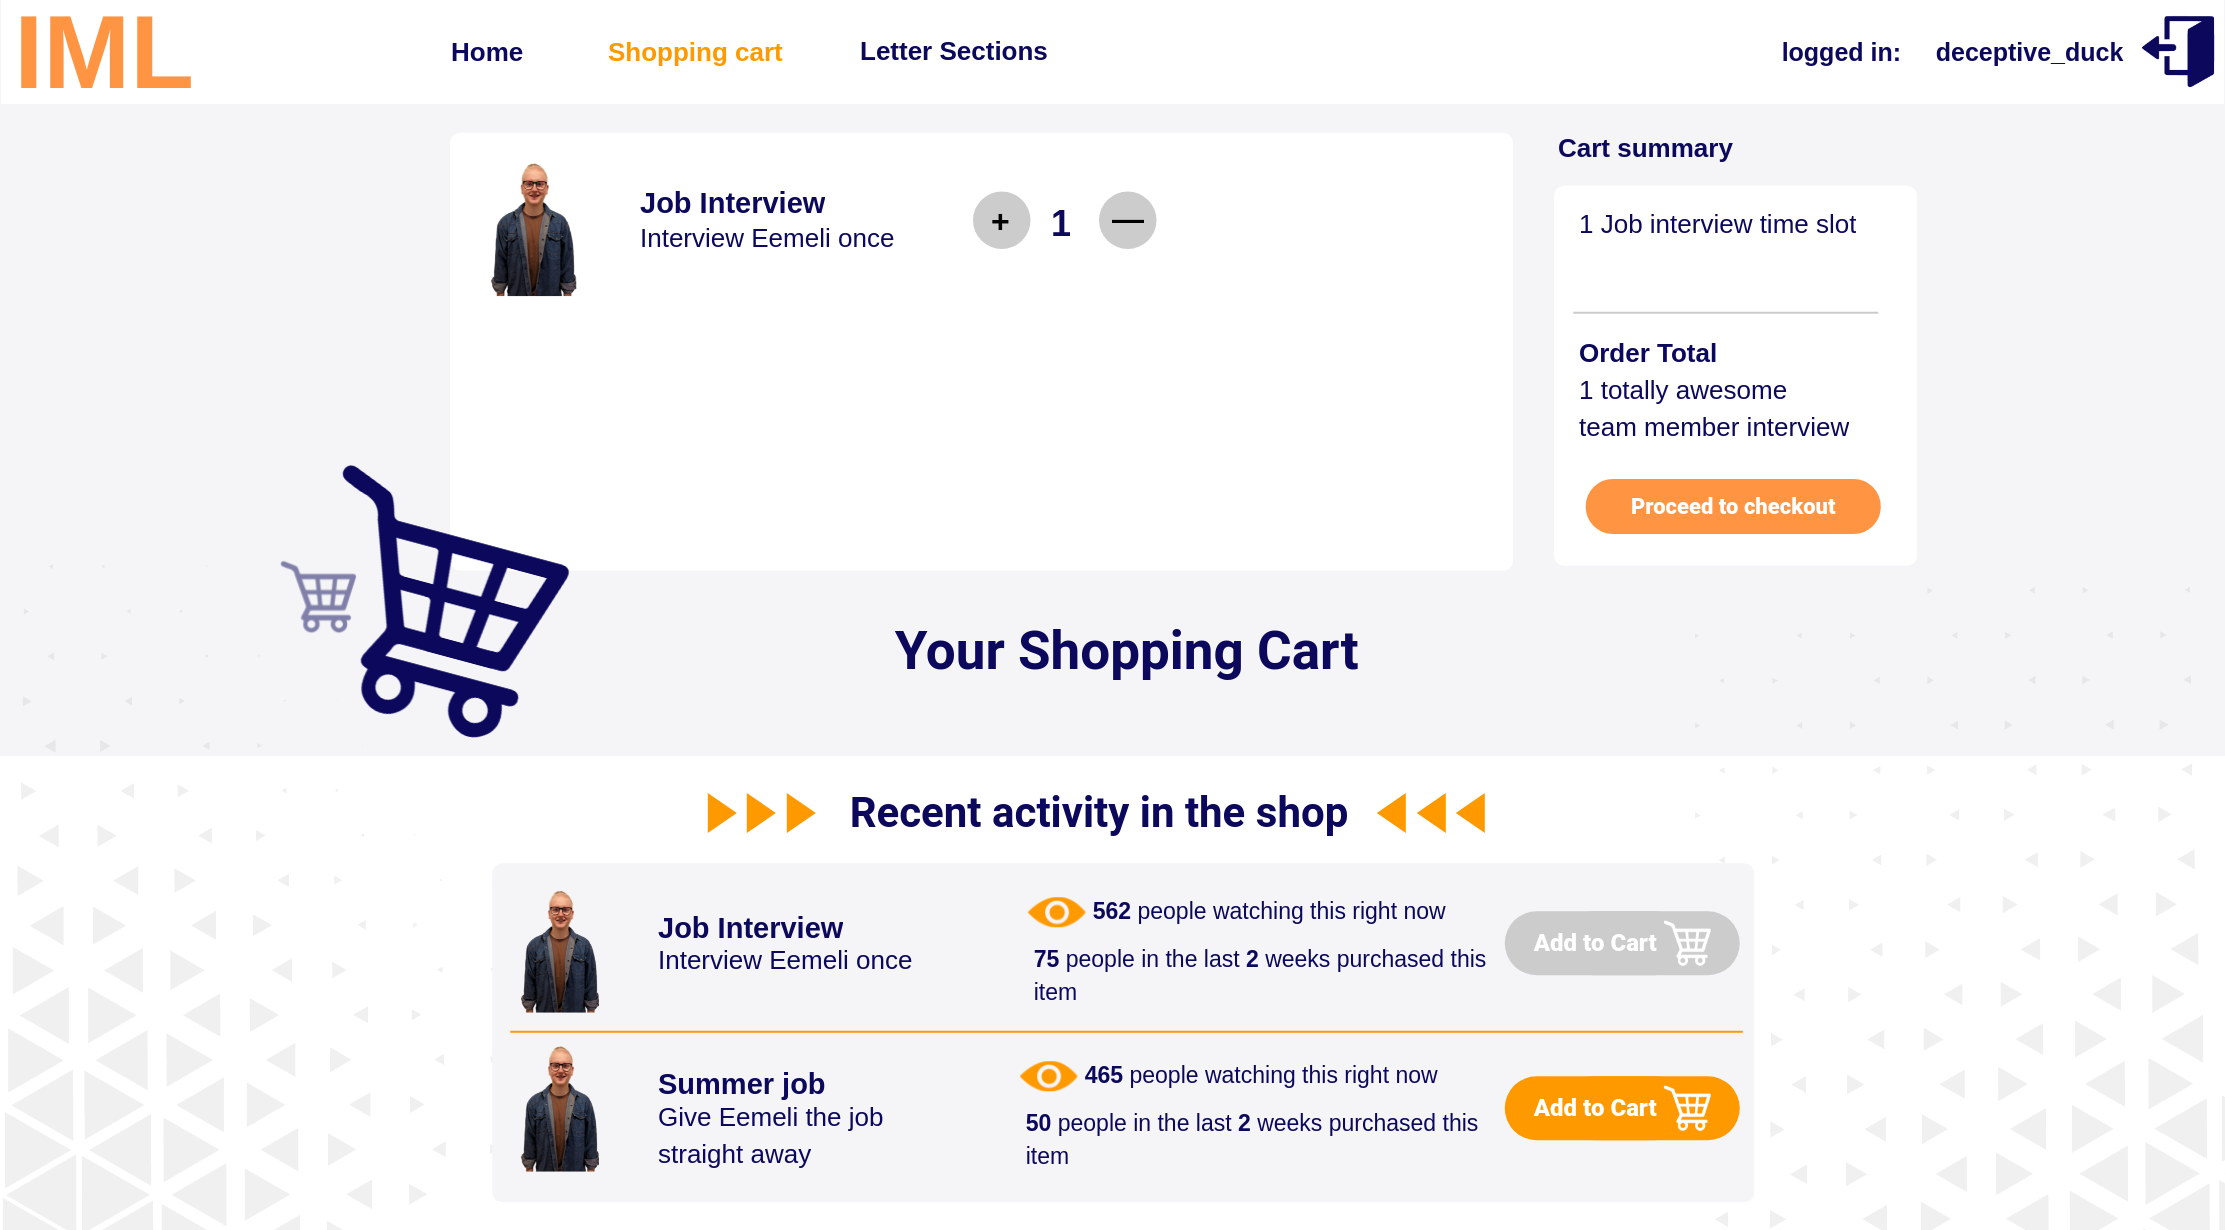 IML
Home
Shopping cart
Letter Sections
logged in:
deceptive_duck
Job Interview
Interview Eemeli once
+ 1 —
Cart summary
1 Job interview time slot
Order Total
1 totally awesome
team member interview
Proceed to checkout
Your Shopping Cart
Recent activity in the shop
Job Interview
Interview Eemeli once
562 people watching this right now
75 people in the last 2 weeks purchased this
item
Add to Cart
Summer job
Give Eemeli the job
straight away
465 people watching this right now
50 people in the last 2 weeks purchased this
item
Add to Cart